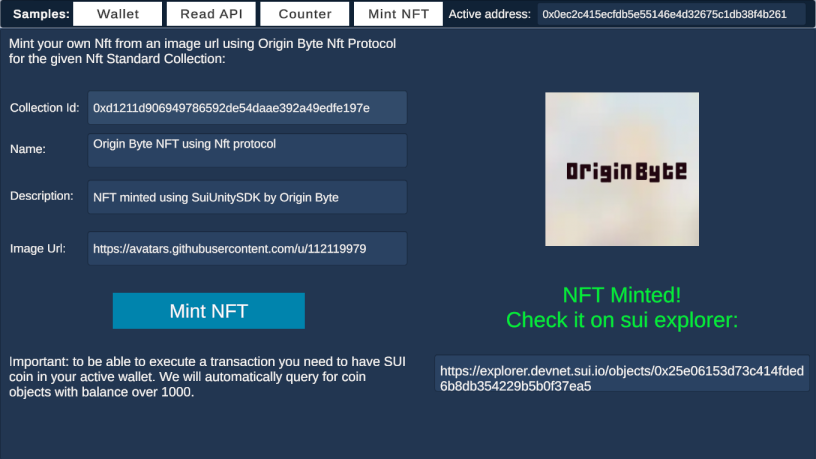 Samples: Wallet Read API Counter Mint NFT Active address: 0x0ec2c415ecfdb5e55146e4d32675c1db38f4b261
Mint your own Nft from an image url using Origin Byte Nft Protocol
for the given Nft Standard Collection:
Collection Id: 0xd1211d906949786592de54daae392a49edfe197e
Name: Origin Byte NFT using Nft protocol
Description: NFT minted using SuiUnitySDK by Origin Byte
Image Url: https://avatars.githubusercontent.com/u/112119979
Mint NFT
Important: to be able to execute a transaction you need to have SUI
coin in your active wallet. We will automatically query for coin
objects with balance over 1000.
OriginByte
NFT Minted!
Check it on sui explorer:
https://explorer.devnet.sui.io/objects/0x25e06153d73c414fded
6b8db354229b5b0f37ea5